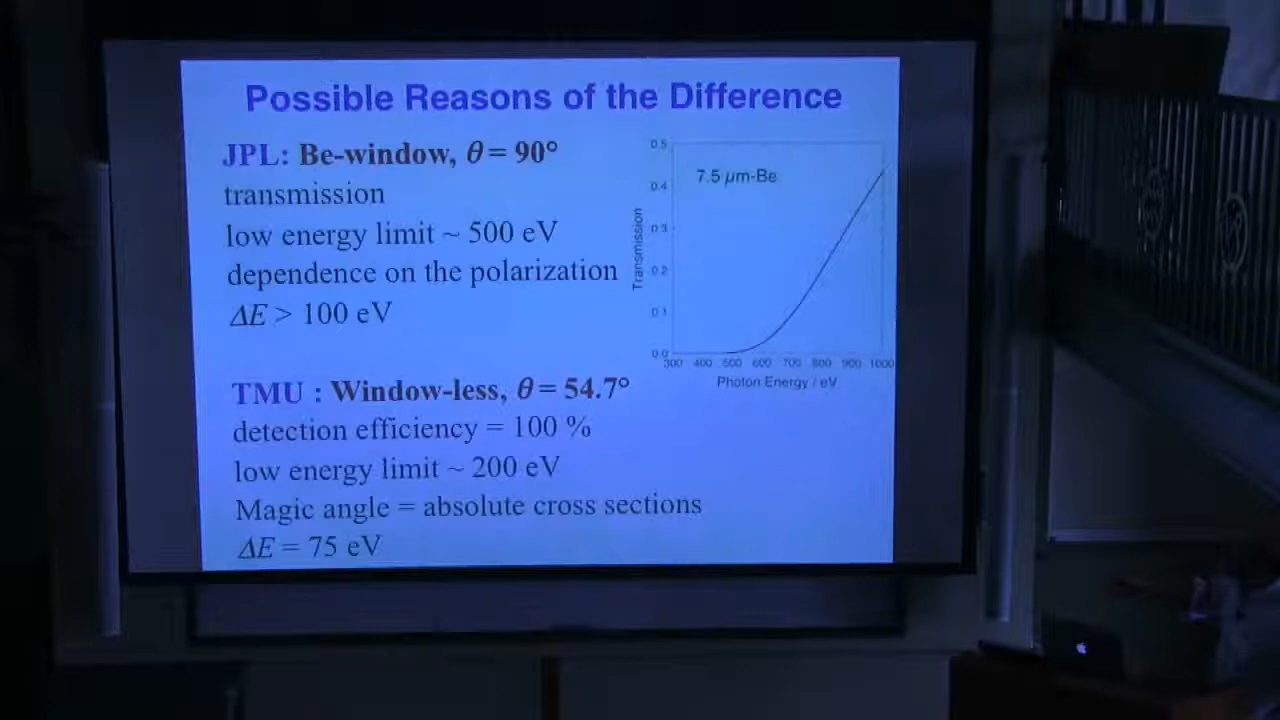 Possible Reasons of the Difference
JPL: Be-window, θ = 90°
transmission
low energy limit ~ 500 eV
dependence on the polarization
ΔE > 100 eV
TMU : Window-less, θ = 54.7°
detection efficiency = 100 %
low energy limit ~ 200 eV
Magic angle = absolute cross sections
ΔE = 75 eV
7.5 μm-Be
Transmission
0.5
0.4
0.3
0.2
0.1
0.0
300 400 500 600 700 800 900 1000
Photon Energy / eV